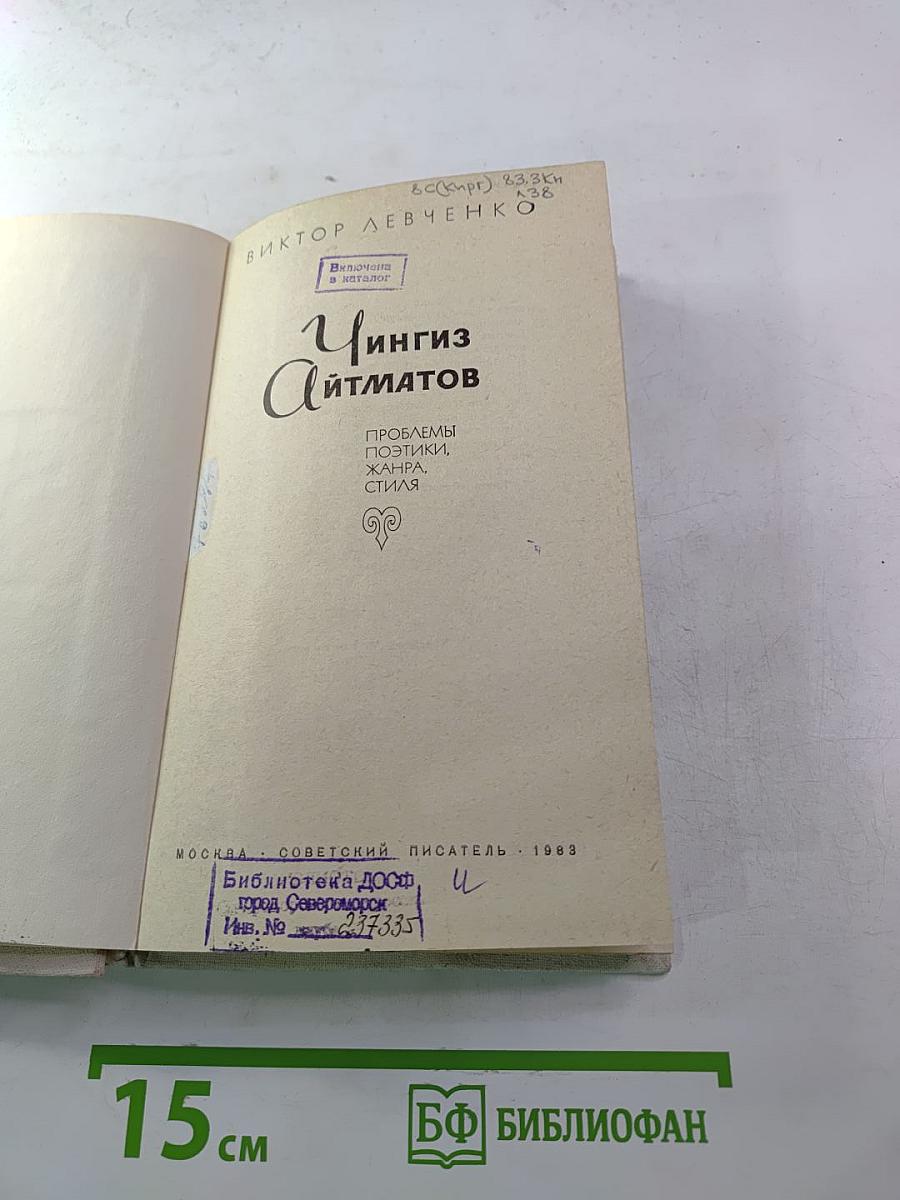 8С(Кирг) 83.3Ки
Л38
ВИКТОР ЛЕВЧЕНКО
Включена
в каталог
Чингиз
Айтматов
ПРОБЛЕМЫ
ПОЭТИКИ,
ЖАНРА,
СТИЛЯ
МОСКВА · СОВЕТСКИЙ ПИСАТЕЛЬ · 1983
Библиотека ДОСФ
город Североморск
Инв. № 237335
и
15 см
БФ БИБЛИОФАН